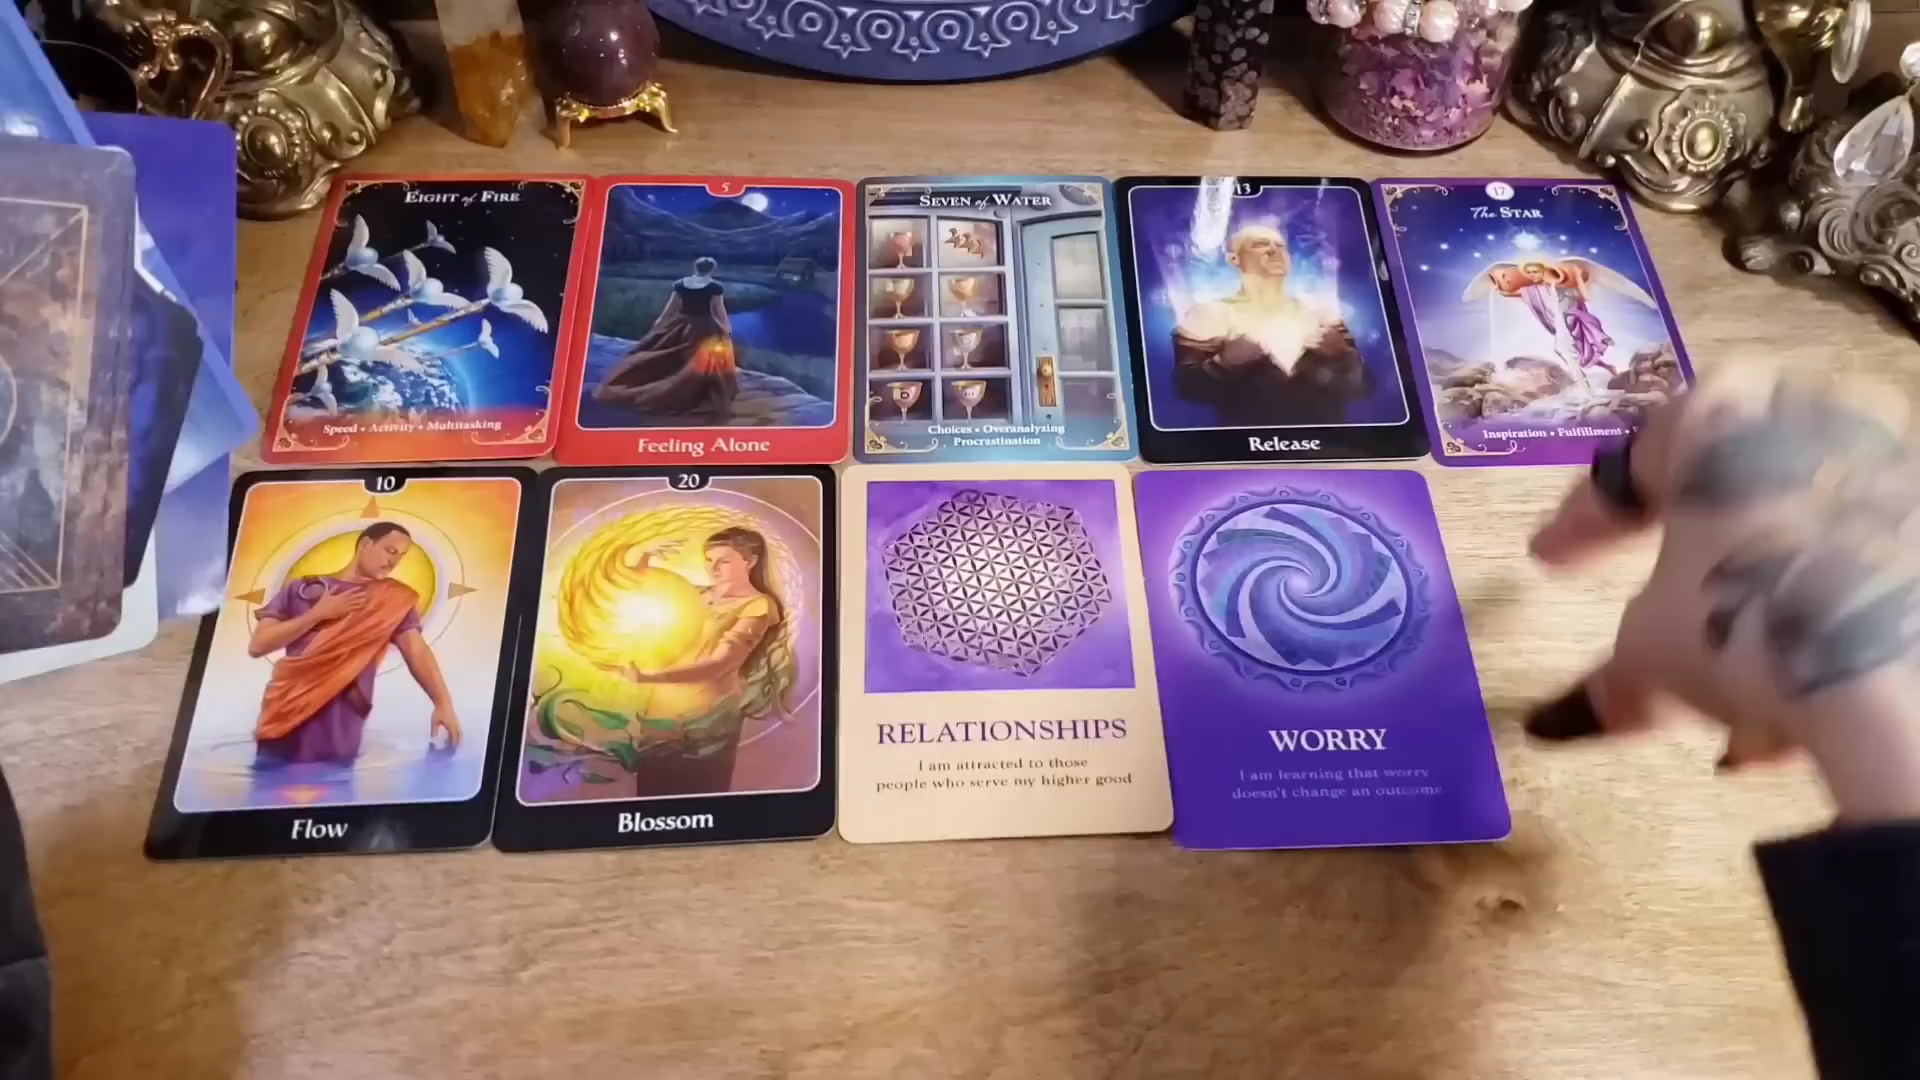 EIGHT of FIRE
Speed • Activity • Multitasking
5
Feeling Alone
SEVEN of WATER
Choices • Overanalyzing
Procrastination
13
Release
17
The STAR
Inspiration • Fulfillment •
10
Flow
20
Blossom
RELATIONSHIPS
I am attracted to those
people who serve my higher good
WORRY
I am learning that worry
doesn't change an outcome